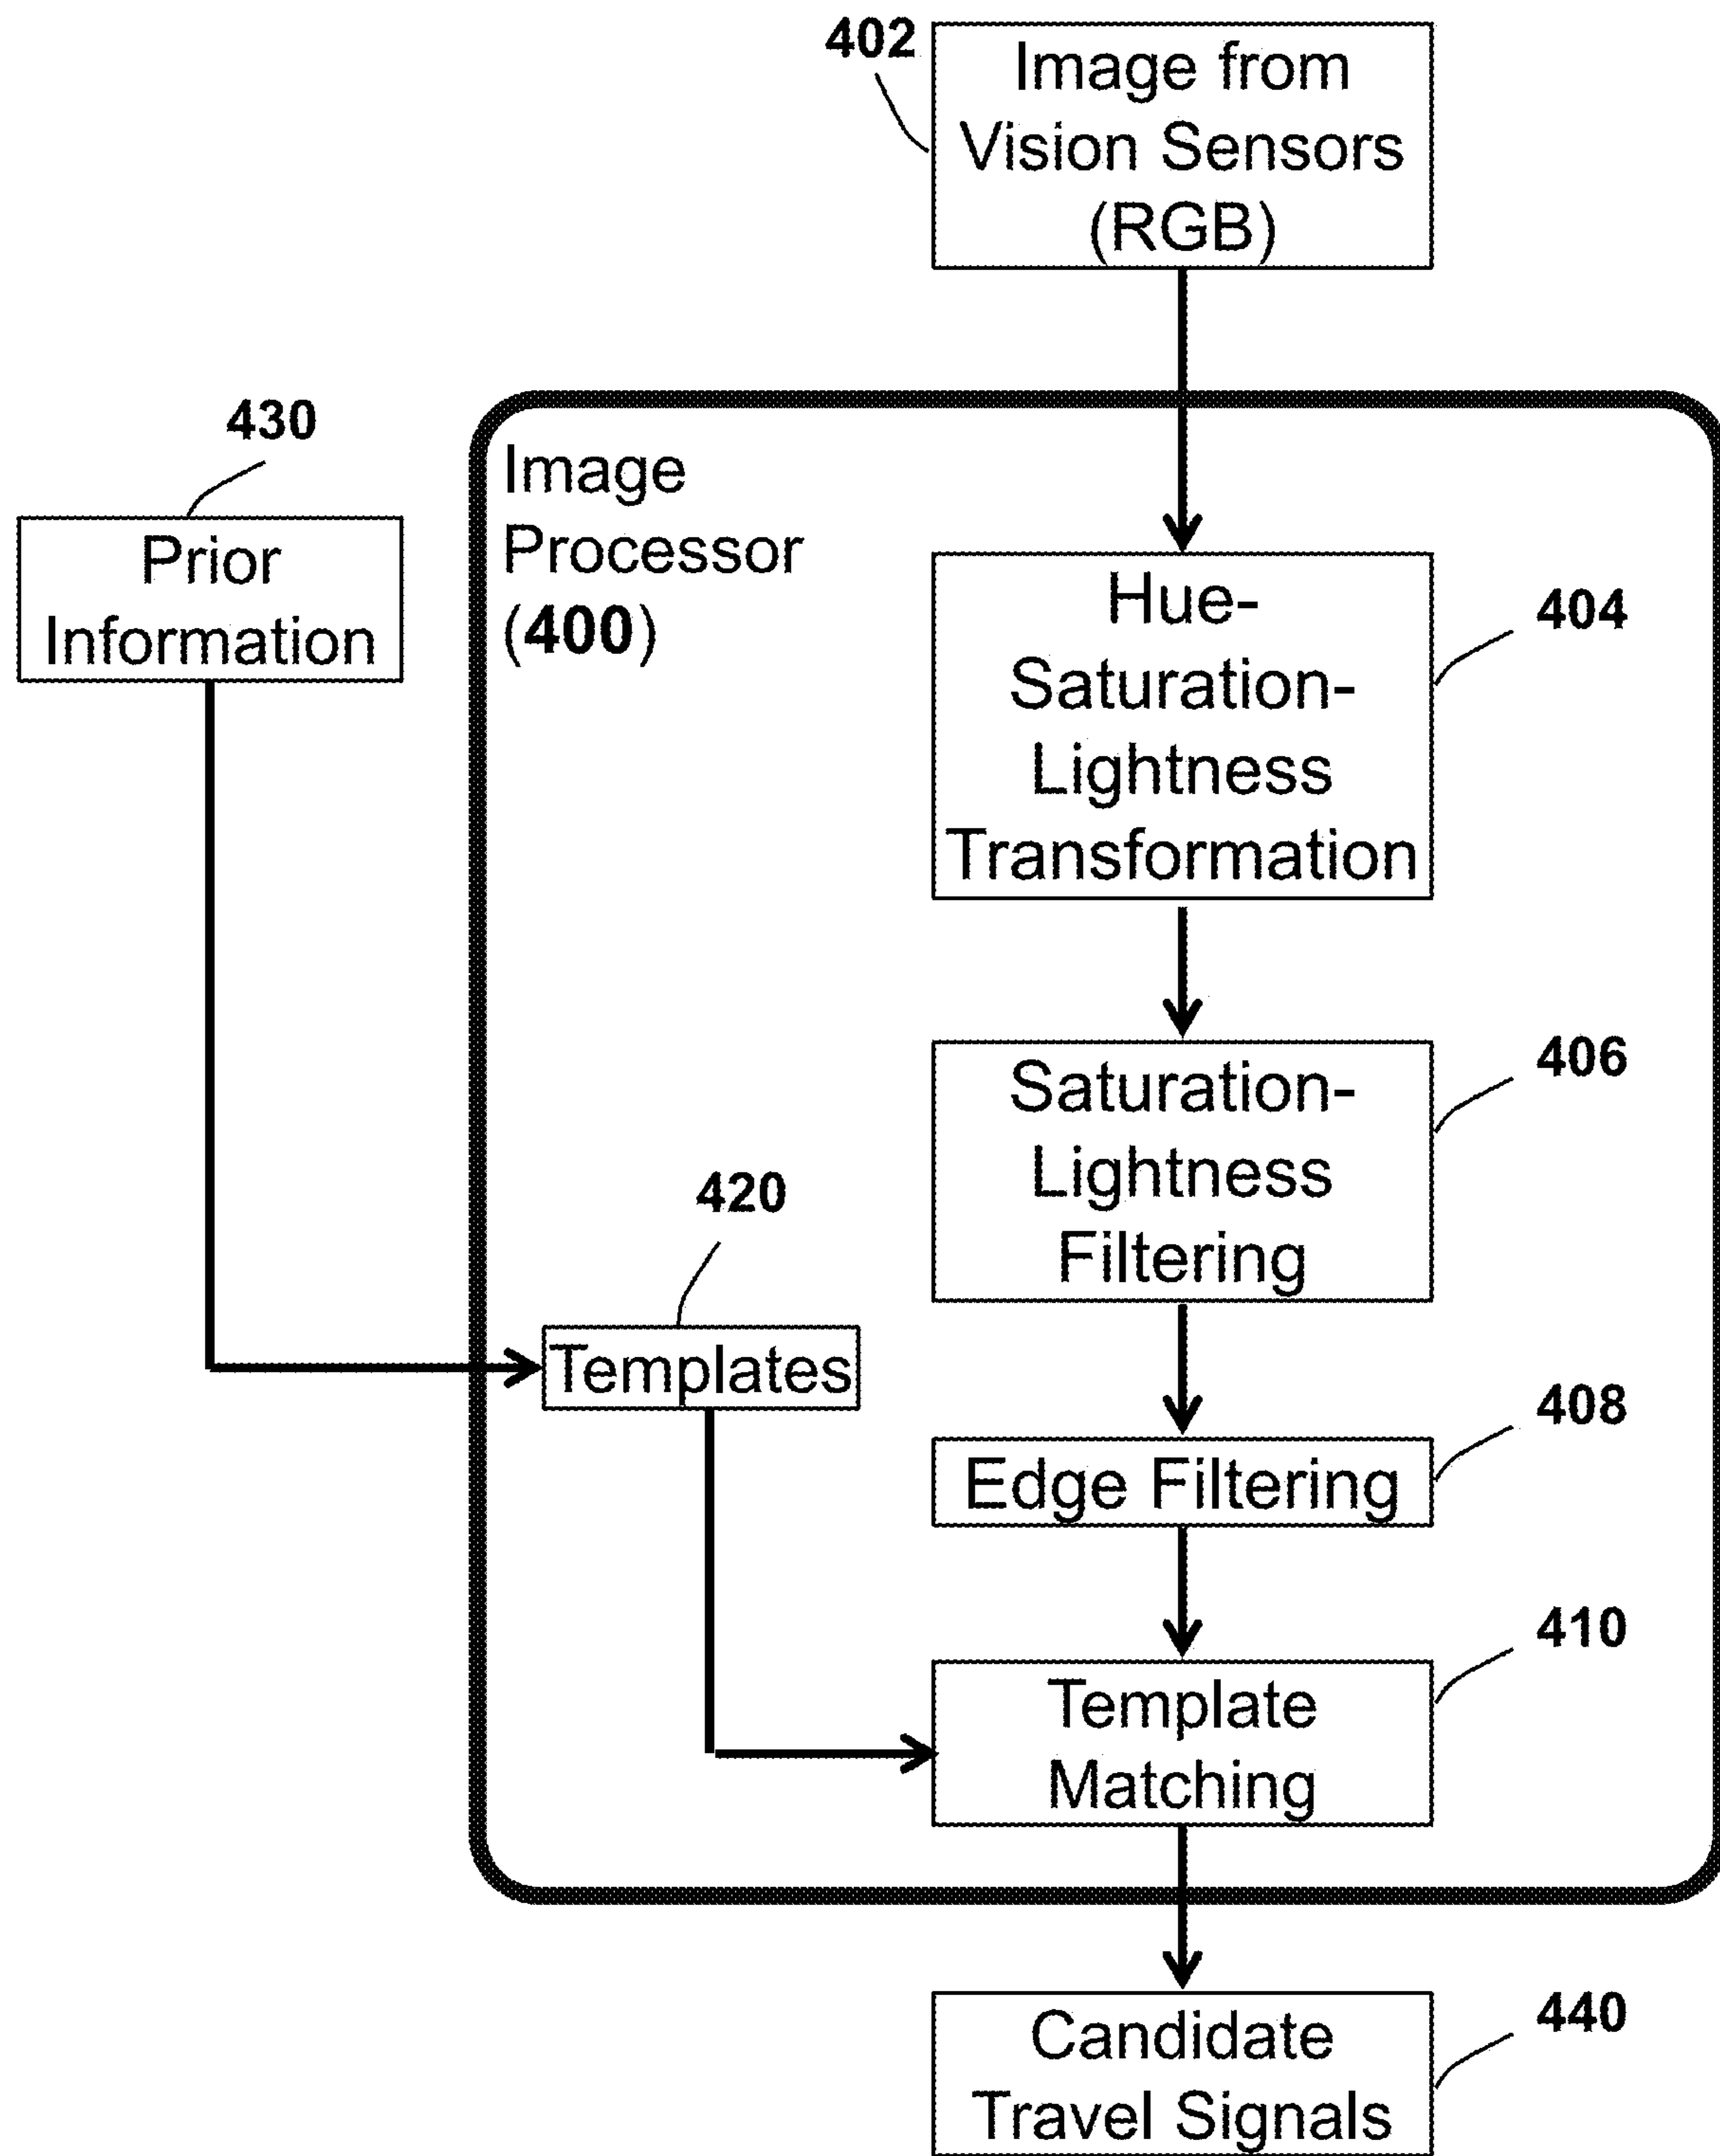 402
Image from
Vision Sensors
(RGB)
430
Prior
Information
Image
Processor
(400)
Hue-
Saturation-
Lightness
Transformation
404
Saturation-
Lightness
Filtering
406
420
Templates
Edge Filtering
408
Template
Matching
410
Candidate
Travel Signals
440